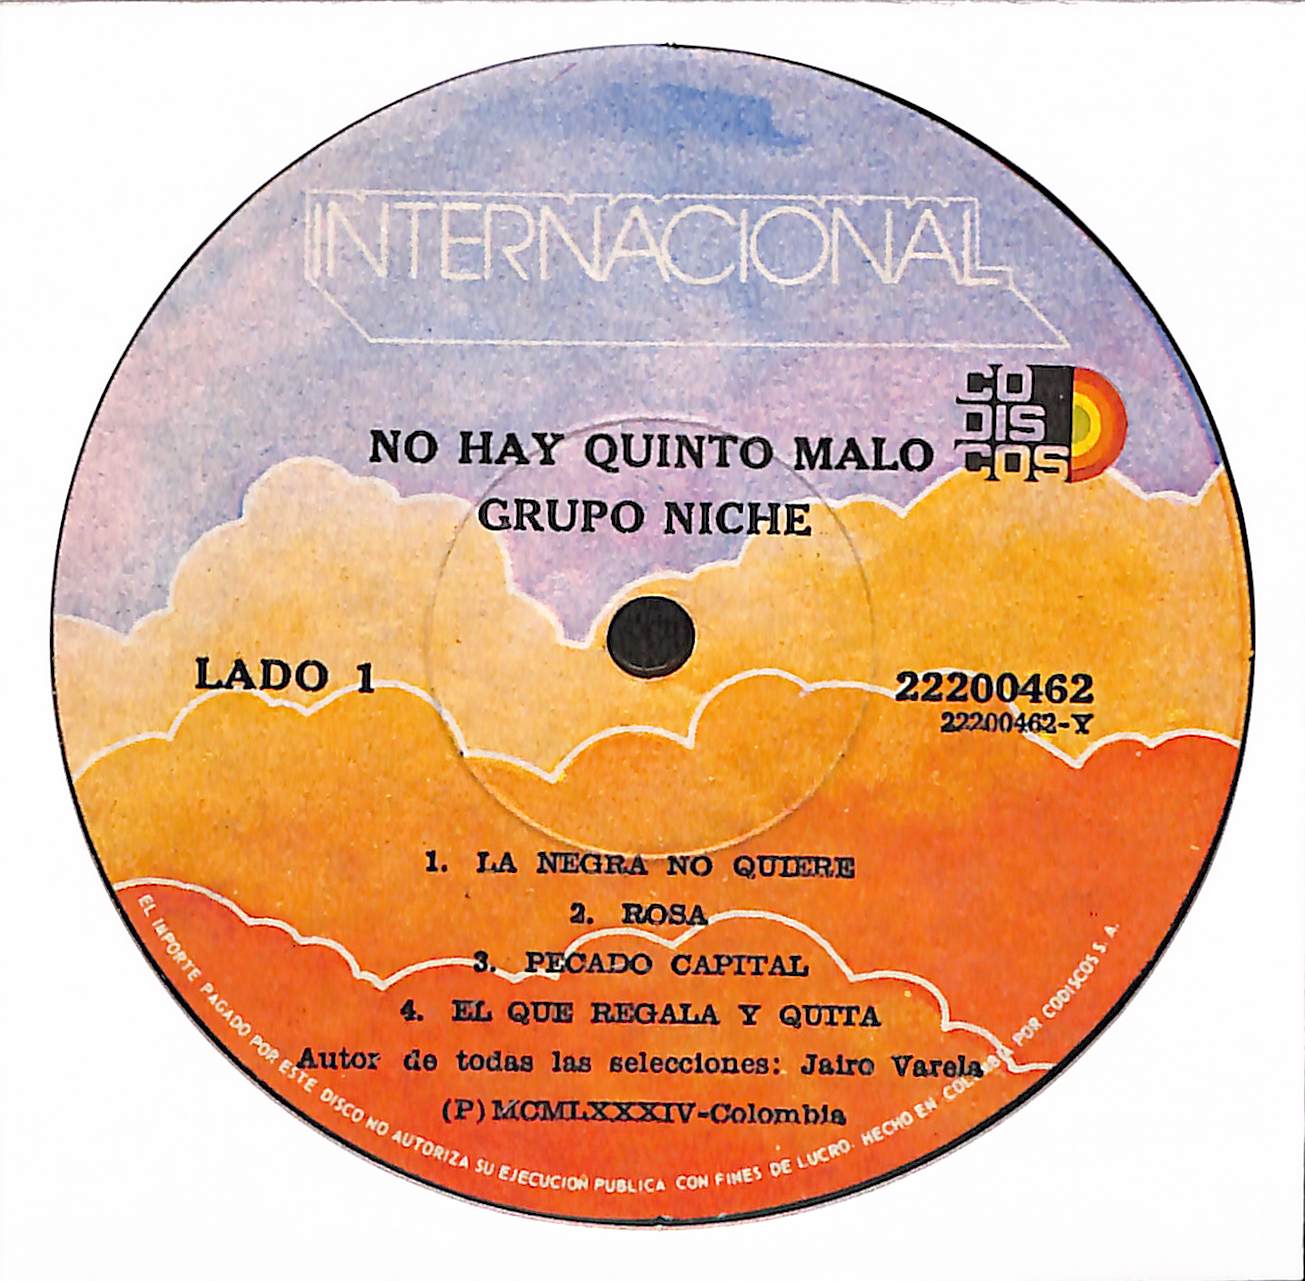 INTERNACIONAL
CO
DIS
COS
NO HAY QUINTO MALO
GRUPO NICHE
LADO 1
22200462
22200462-Y
1. LA NEGRA NO QUIERE
2. ROSA
3. PECADO CAPITAL
4. EL QUE REGALA Y QUITA
Autor de todas las selecciones: Jairo Varela
(P) MCMLXXXIV-Colombia
EL IMPORTE PAGADO POR ESTE DISCO NO AUTORIZA SU EJECUCION PUBLICA CON FINES DE LUCRO. HECHO EN COLOMBIA POR CODISCOS S. A.